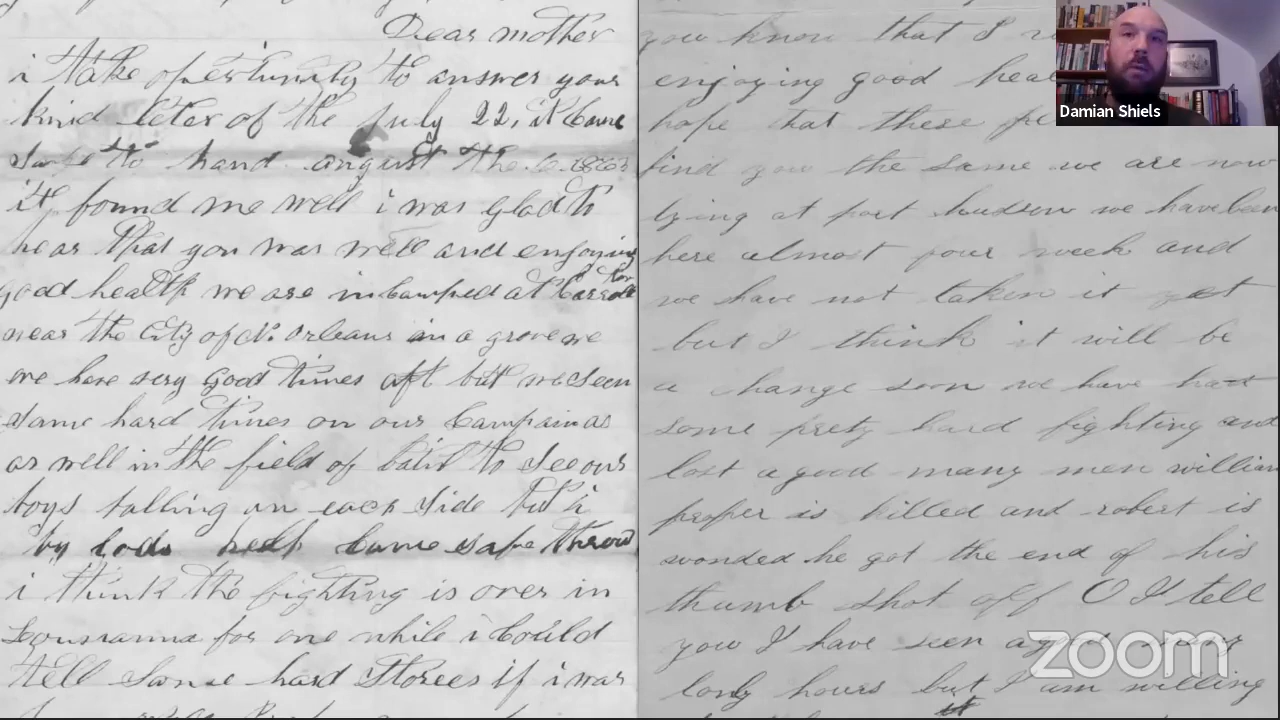 Dear mother
i take opertunity to answer your
kind leter of the July 22, it Came
safe to hand august the 6. 1863
it found me well i was glad to
hear that you was well and enjoying
good health we are incamped at Carrolton
near the City of N. Orleans in a grove we
we have very good times aft but we seen
same hard times on our Campain as
as well in the field of batil to see our
boys falling on each side but i
by Gods help Came safe throw
i think the fighting is over in
Lousianna for one while i Could
tell some hard storees if i was
you know that I
enjoying good
hope that these
find you the same we are now
lying at port hudson we have been
here almost four week and
we have not taken it yet
but I think it will be
a change soon we have had
some prety hard fighting and
lost a good many men william
proper is killed and robert is
wonded he got the end of his
thumb shot off O I tell
you I have seen
long hours but I am willing
Damian Shiels
zoom